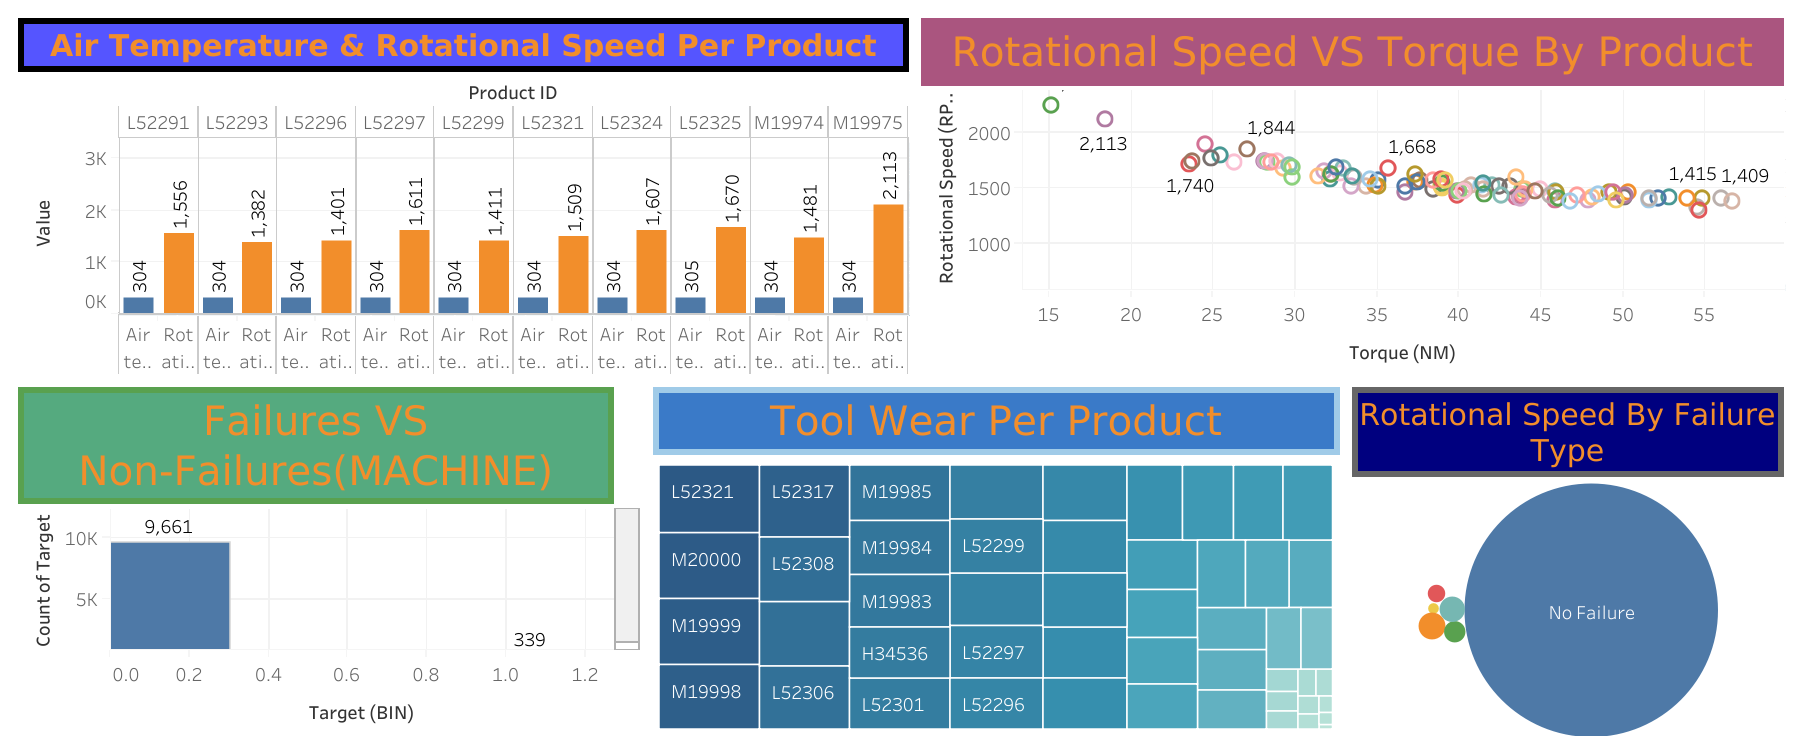 Air Temperature & Rotational Speed Per Product
Product ID
L52291 L52293 L52296 L52297 L52299 L52321 L52324 L52325 M19974 M19975
Value
3K
2K
1K
0K
304 1,556 304 1,382 304 1,401 304 1,611 304 1,411 304 1,509 304 1,607 305 1,670 304 1,481 304 2,113
Air Rot Air Rot Air Rot Air Rot Air Rot Air Rot Air Rot Air Rot Air Rot Air Rot
te.. ati.. te.. ati.. te.. ati.. te.. ati.. te.. ati.. te.. ati.. te.. ati.. te.. ati.. te.. ati.. te.. ati..
Rotational Speed VS Torque By Product
Rotational Speed (RP..
2000
1500
1000
2,113
1,740
1,844
1,668
1,415 1,409
15 20 25 30 35 40 45 50 55
Torque (NM)
Failures VS
Non-Failures(MACHINE)
Count of Target
10K
5K
9,661
339
0.0 0.2 0.4 0.6 0.8 1.0 1.2
Target (BIN)
Tool Wear Per Product
L52321
M20000
M19999
M19998
L52317
L52308
L52306
M19985
M19984
M19983
H34536
L52301
L52299
L52297
L52296
Rotational Speed By Failure
Type
No Failure